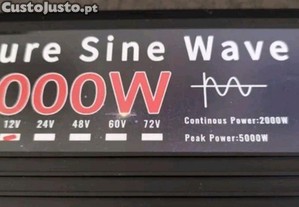 CustoJusto.pt
ure Sine Wave
000W
12V 24V 48V 60V 72V
Continous Power:2000W
Peak Power:5000W